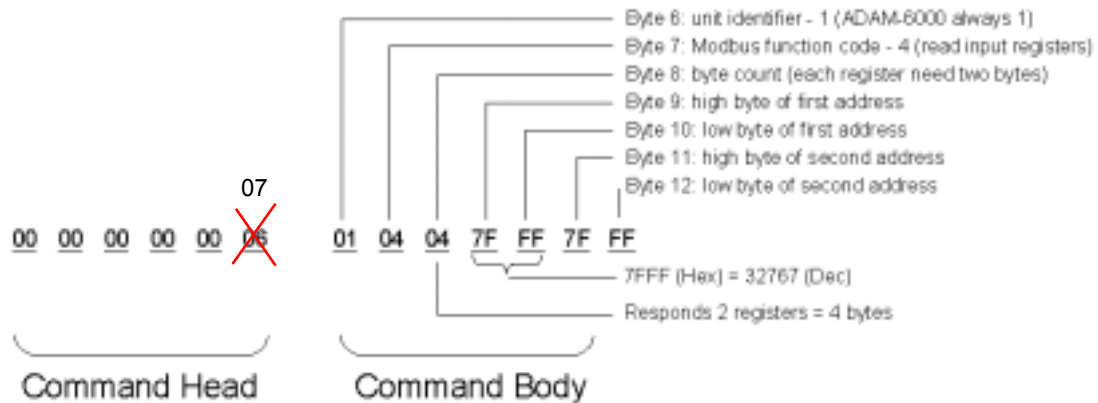 Byte 6: unit identifier - 1 (ADAM-6000 always 1)
Byte 7: Modbus function code - 4 (read input registers)
Byte 8: byte count (each register need two bytes)
Byte 9: high byte of first address
Byte 10: low byte of first address
Byte 11: high byte of second address
Byte 12: low byte of second address
07
00 00 00 00 00 06 01 04 04 7F FF 7F FF
7FFF (Hex) = 32767 (Dec)
Responds 2 registers = 4 bytes
Command Head Command Body